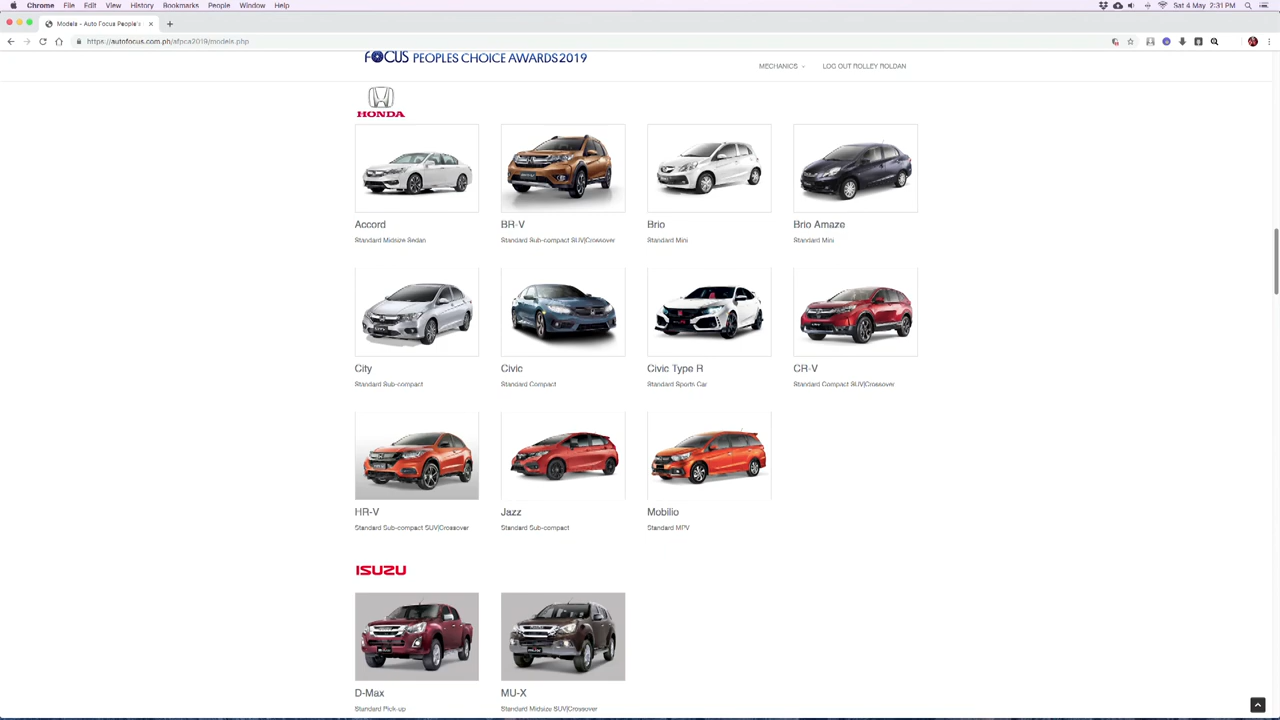 Chrome File Edit View History Bookmarks People Window Help
Sat 4 May 2:31 PM
Models - Auto Focus People's
https://autofocus.com.ph/afpca2019/models.php
FOCUS PEOPLES CHOICE AWARDS 2019
MECHANICS
LOG OUT ROLLEY ROLDAN
HONDA
Accord
Standard Midsize Sedan
BR-V
Standard Sub-compact SUV|Crossover
Brio
Standard Mini
Brio Amaze
Standard Mini
City
Standard Sub-compact
Civic
Standard Compact
Civic Type R
Standard Sports Car
CR-V
Standard Compact SUV|Crossover
HR-V
Standard Sub-compact SUV|Crossover
Jazz
Standard Sub-compact
Mobilio
Standard MPV
ISUZU
D-Max
Standard Pick-up
MU-X
Standard Midsize SUV|Crossover